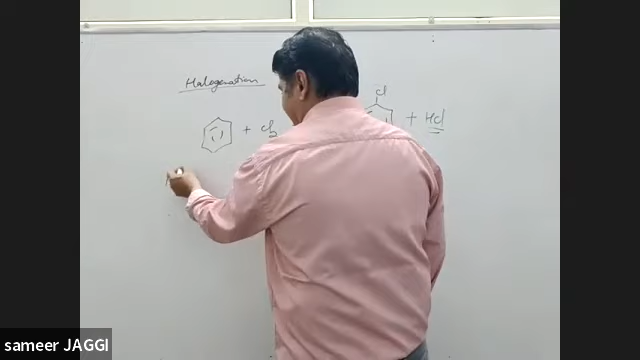 Halogenation
+ Cl2
Cl
+ HCl
sameer JAGGI